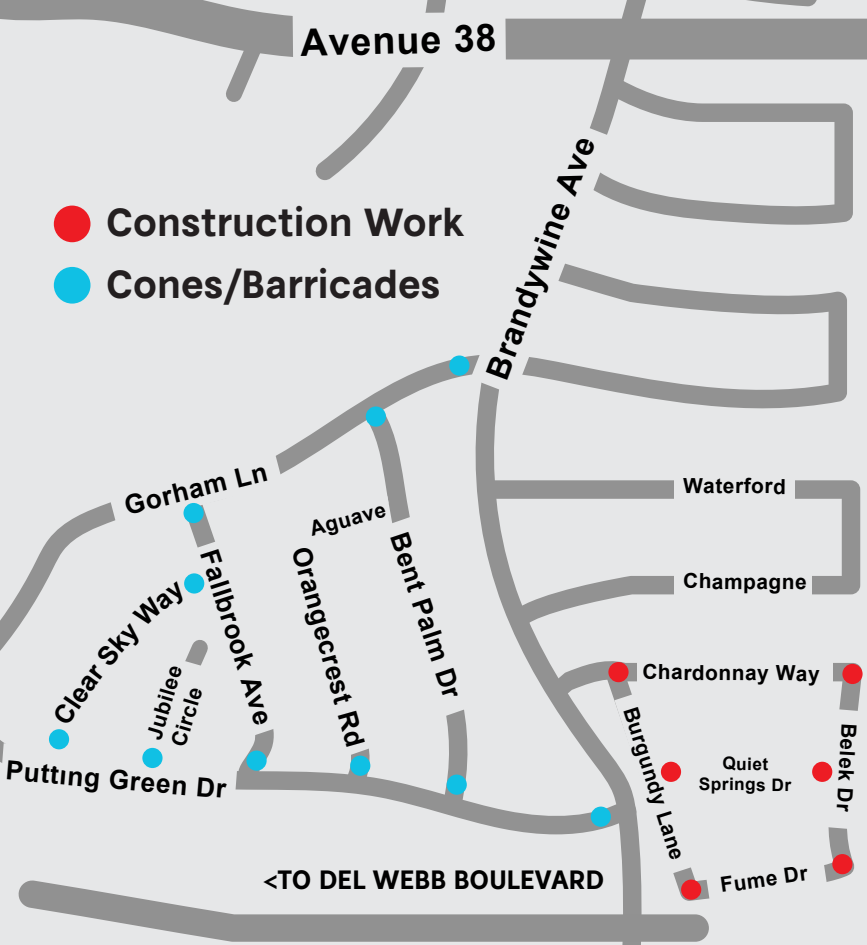 Avenue 38
Brandywine Ave
Construction Work
Cones/Barricades
Gorham Ln
Aguave
Waterford
Fallbrook Ave
Orangecrest Rd
Bent Palm Dr
Clear Sky Way
Champagne
Jubilee
Circle
Chardonnay Way
Burgundy Lane
Quiet
Springs Dr
Belek Dr
Putting Green Dr
Fume Dr
<TO DEL WEBB BOULEVARD